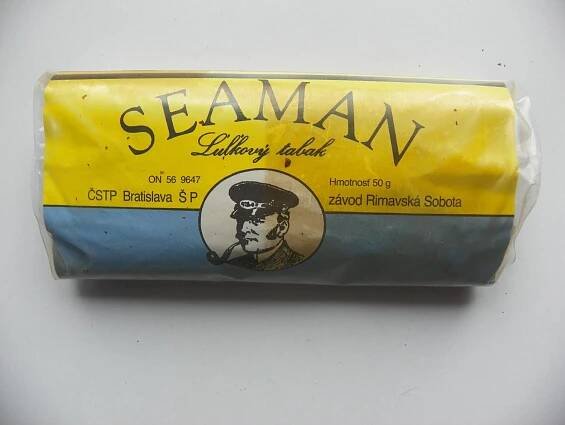 SEAMAN
Lulkový tabak
ON 56 9647
Hmotnosť 50 g
ČSTP Bratislava Š P
závod Rimavská Sobota